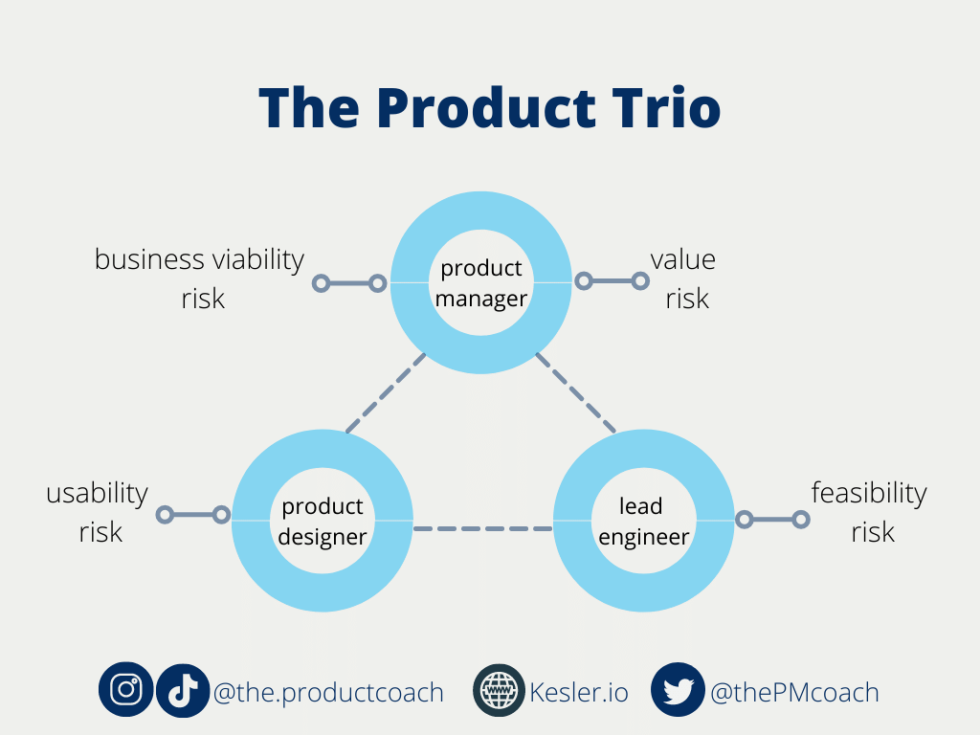 The Product Trio
business viability
risk
product
manager
value
risk
usability
risk
product
designer
lead
engineer
feasibility
risk
@the.productcoach
www
Kesler.io
@thePMcoach